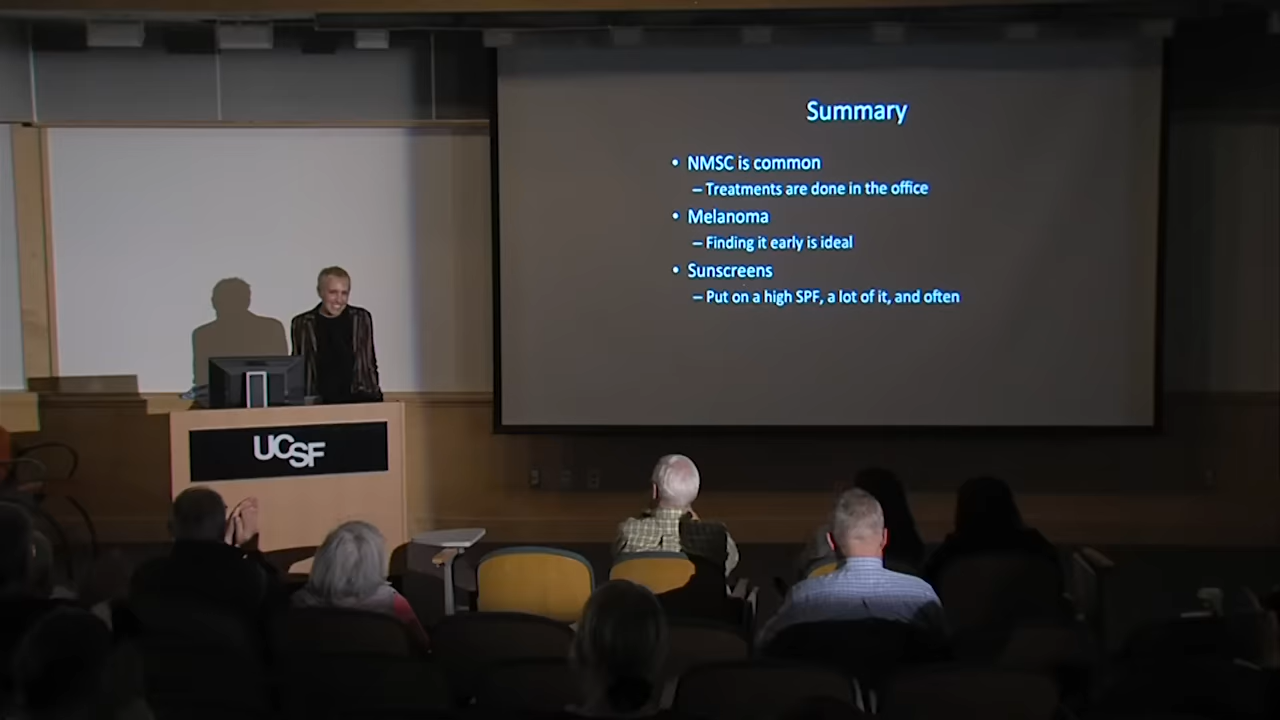 Summary
• NMSC is common
– Treatments are done in the office
• Melanoma
– Finding it early is ideal
• Sunscreens
– Put on a high SPF, a lot of it, and often
UCSF